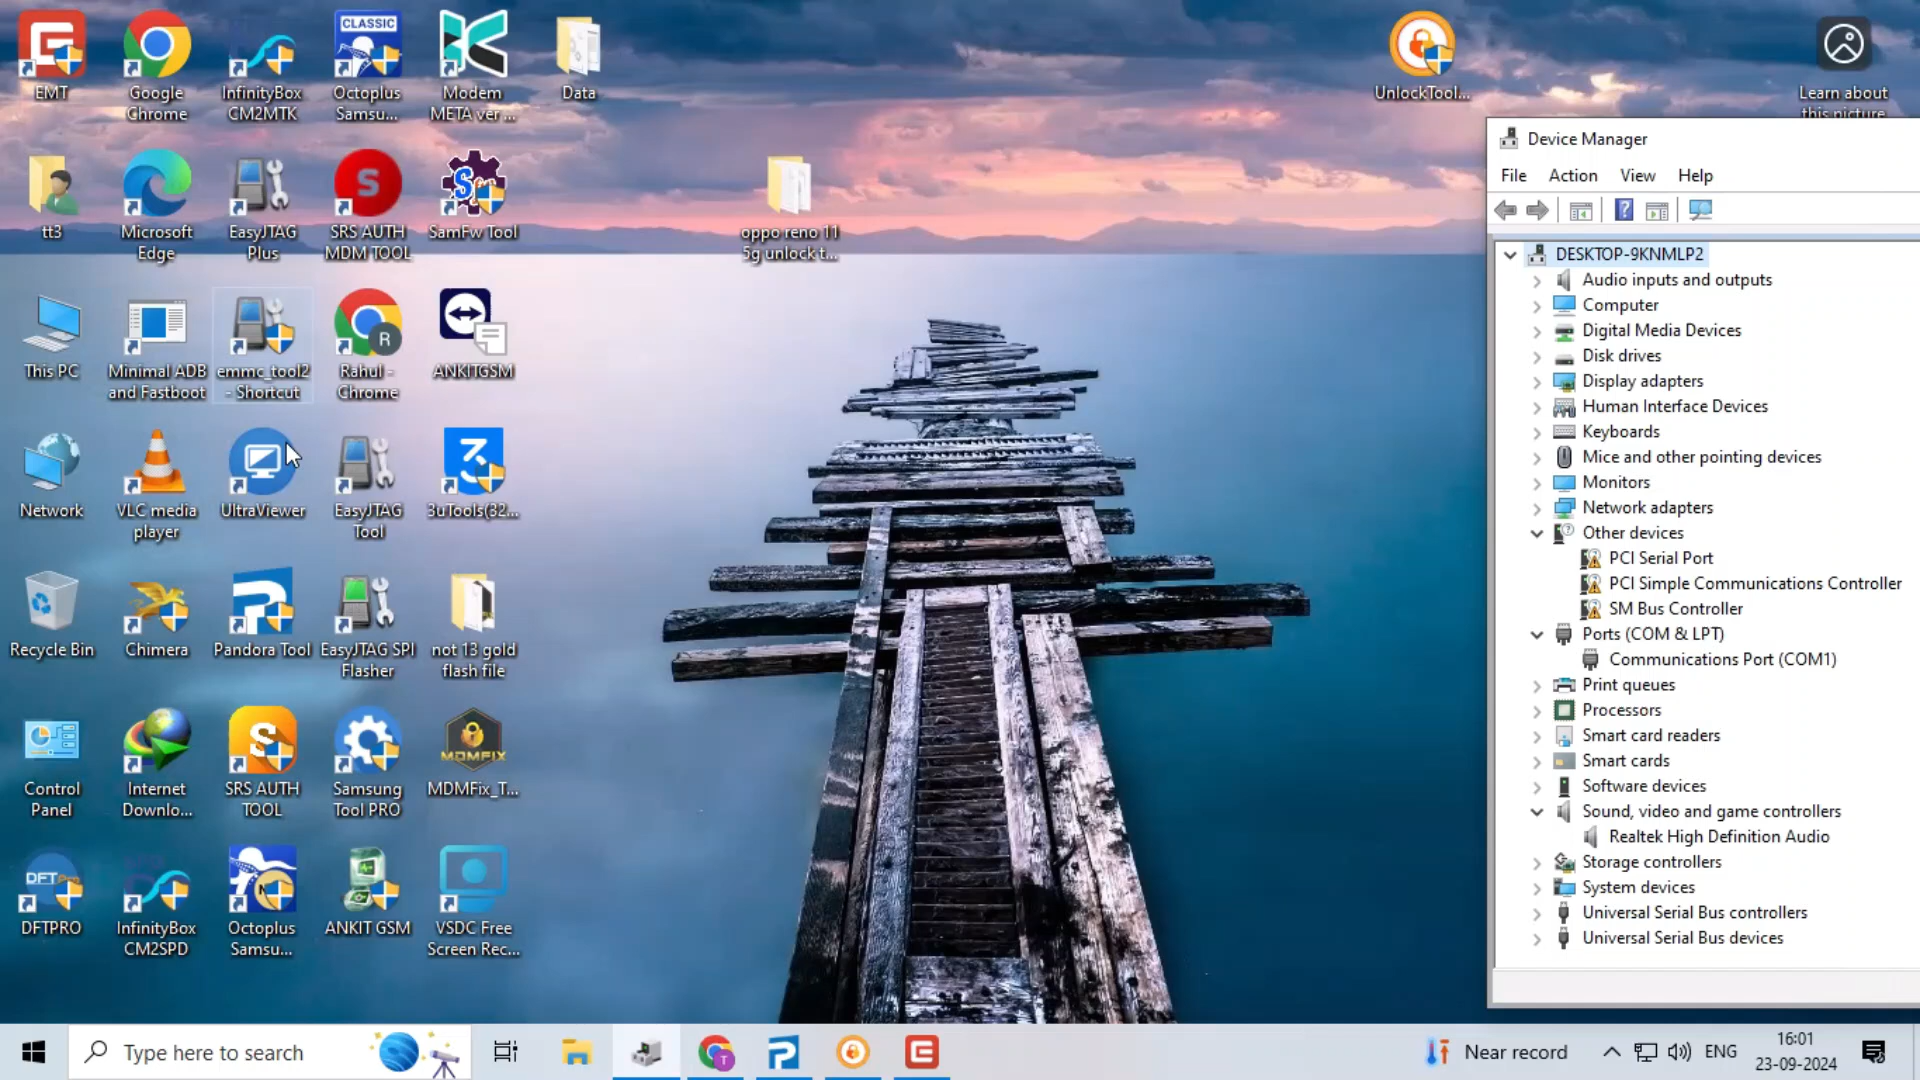 EMT
Google
Chrome
InfinityBox
CM2MTK
CLASSIC
Octoplus
Samsu...
Modem
META ver ...
Data
UnlockTool...
Learn about
this picture
tt3
Microsoft
Edge
EasyJTAG
Plus
S
SRS AUTH
MDM TOOL
S
SamFw Tool
oppo reno 11
5g unlock t...
This PC
Minimal ADB
and Fastboot
emmc_tool2
- Shortcut
R
Rahul -
Chrome
ANKITGSM
Network
VLC media
player
UltraViewer
EasyJTAG
Tool
3uTools(32...
Recycle Bin
Chimera
Pandora Tool
EasyJTAG SPI
Flasher
not 13 gold
flash file
Control
Panel
Internet
Downlo...
S
SRS AUTH
TOOL
Samsung
Tool PRO
MDMFIX
MDMFix_T...
DFTPro
DFTPRO
InfinityBox
CM2SPD
Octoplus
Samsu...
ANKIT GSM
VSDC Free
Screen Rec...
Device Manager
File Action View Help
DESKTOP-9KNMLP2
Audio inputs and outputs
Computer
Digital Media Devices
Disk drives
Display adapters
Human Interface Devices
Keyboards
Mice and other pointing devices
Monitors
Network adapters
Other devices
PCI Serial Port
PCI Simple Communications Controller
SM Bus Controller
Ports (COM & LPT)
Communications Port (COM1)
Print queues
Processors
Smart card readers
Smart cards
Software devices
Sound, video and game controllers
Realtek High Definition Audio
Storage controllers
System devices
Universal Serial Bus controllers
Universal Serial Bus devices
Type here to search
T
Near record
ENG
16:01
23-09-2024